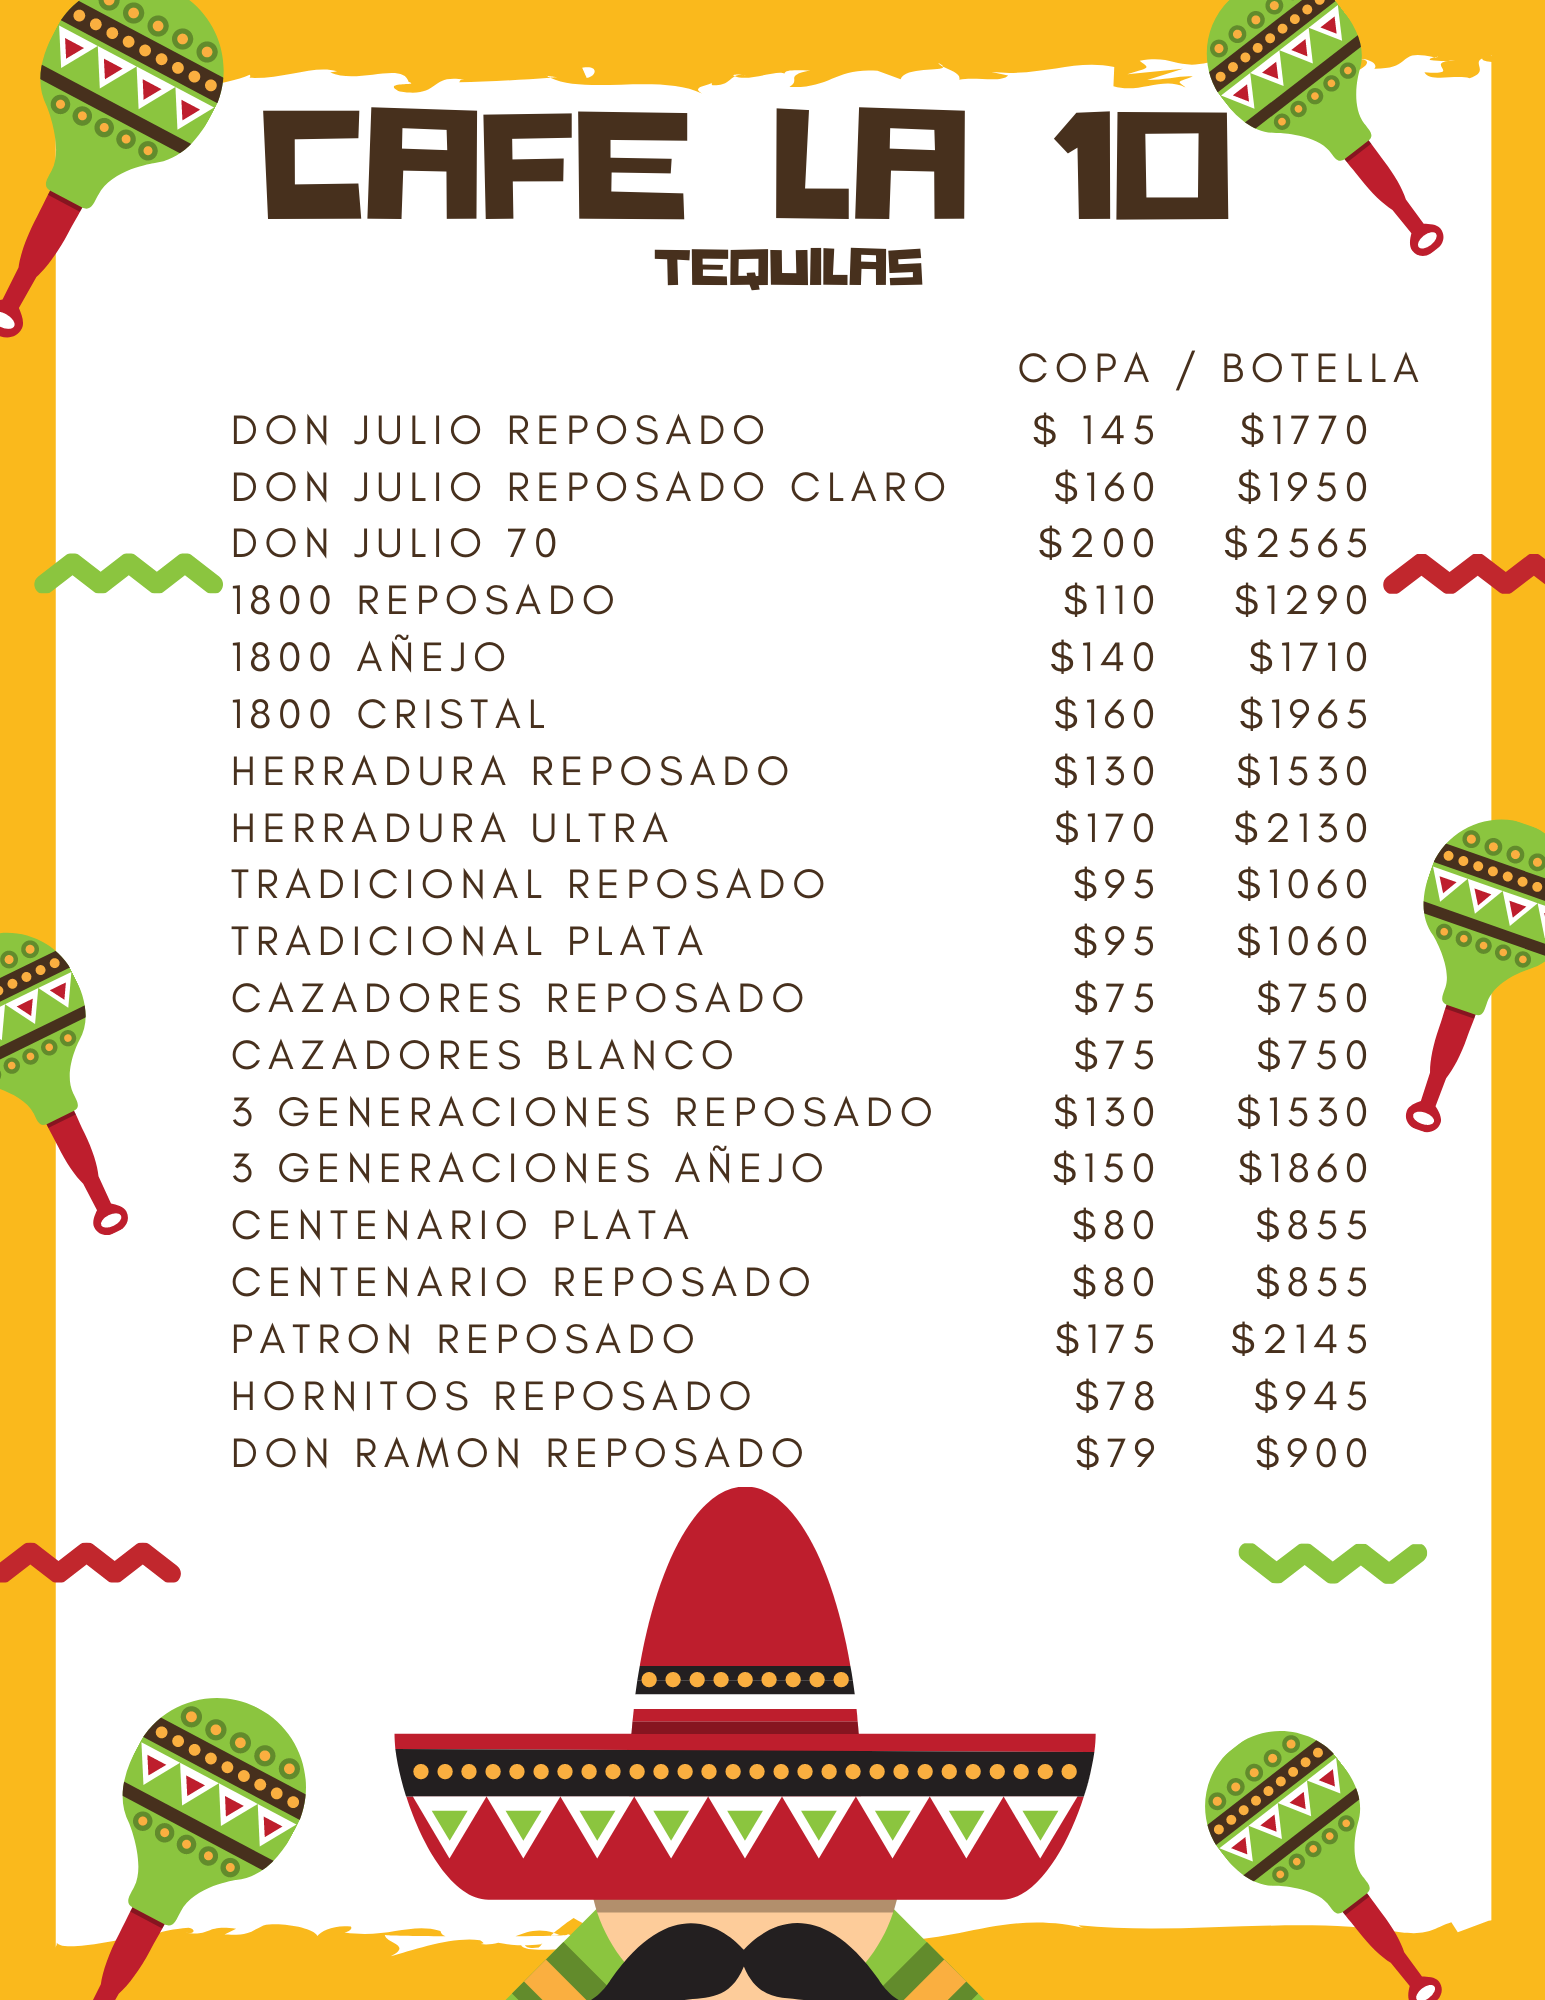 CAFE LA 10
TEQUILAS
COPA / BOTELLA
DON JULIO REPOSADO $ 145 $1770
DON JULIO REPOSADO CLARO $160 $1950
DON JULIO 70 $200 $2565
1800 REPOSADO $110 $1290
1800 AÑEJO $140 $1710
1800 CRISTAL $160 $1965
HERRADURA REPOSADO $130 $1530
HERRADURA ULTRA $170 $2130
TRADICIONAL REPOSADO $95 $1060
TRADICIONAL PLATA $95 $1060
CAZADORES REPOSADO $75 $750
CAZADORES BLANCO $75 $750
3 GENERACIONES REPOSADO $130 $1530
3 GENERACIONES AÑEJO $150 $1860
CENTENARIO PLATA $80 $855
CENTENARIO REPOSADO $80 $855
PATRON REPOSADO $175 $2145
HORNITOS REPOSADO $78 $945
DON RAMON REPOSADO $79 $900